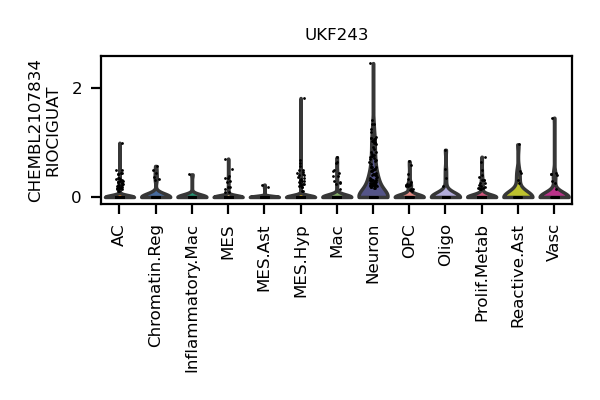 UKF243
CHEMBL2107834
RIOCIGUAT
2
0
AC
Chromatin.Reg
Inflammatory.Mac
MES
MES.Ast
MES.Hyp
Mac
Neuron
OPC
Oligo
Prolif.Metab
Reactive.Ast
Vasc